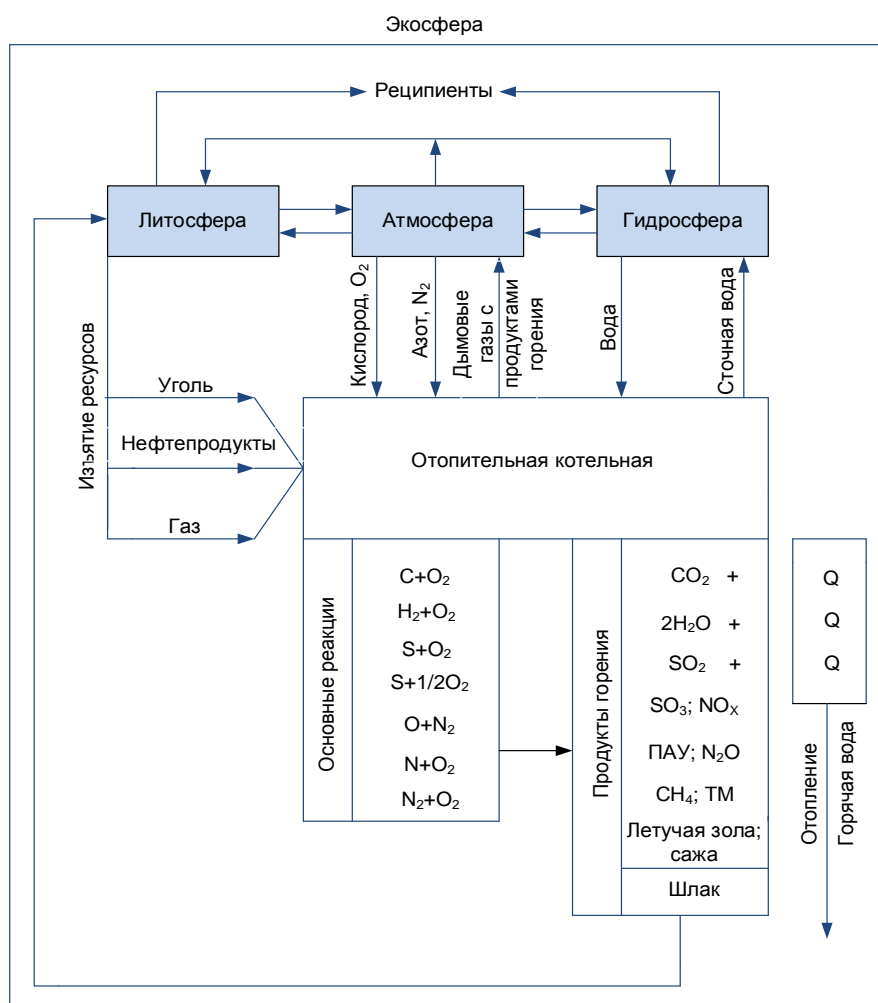 Экосфера
Реципиенты
Литосфера
Атмосфера
Гидросфера
Изъятие ресурсов
Кислород, O₂
Азот, N₂
Дымовые
газы с
продуктами
горения
Вода
Сточная вода
Уголь
Нефтепродукты
Газ
Отопительная котельная
Основные реакции
C+O₂
H₂+O₂
S+O₂
S+1/2O₂
O+N₂
N+O₂
N₂+O₂
Продукты горения
CO₂ +
2H₂O +
SO₂ +
SO₃; NOₓ
ПАУ; N₂O
CH₄; ТМ
Летучая зола;
сажа
Шлак
Q
Q
Q
Отопление
Горячая вода